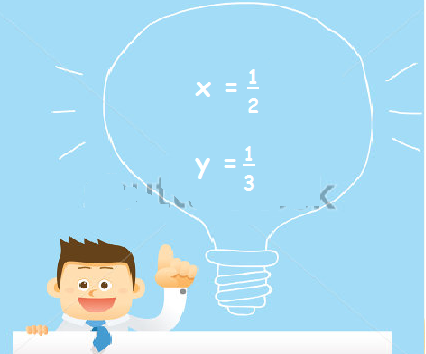 x = 1/2
y = 1/3